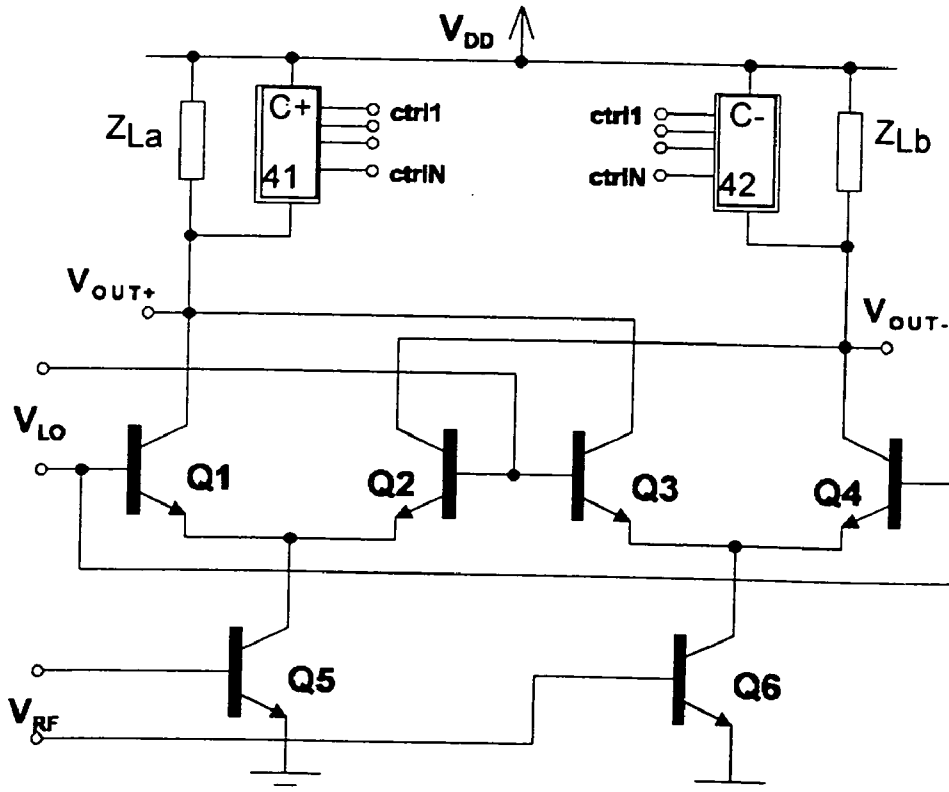 VDD
ZLa
C+
41
ctrl1
ctrlN
ctrl1
ctrlN
C-
42
ZLb
VOUT+
VOUT-
VLO
Q1
Q2
Q3
Q4
Q5
Q6
VRF